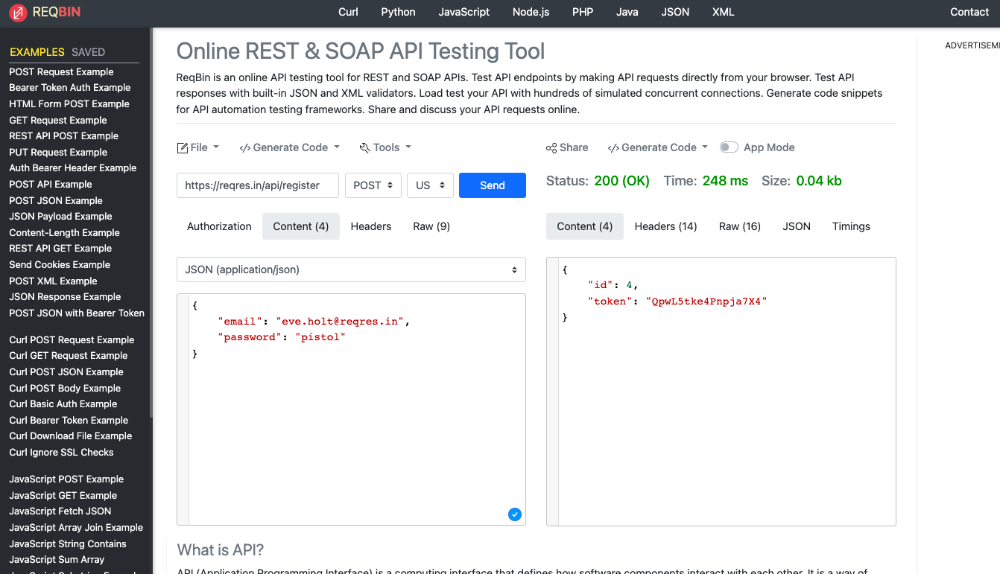 REQBIN
Curl Python JavaScript Node.js PHP Java JSON XML Contact
EXAMPLES SAVED
POST Request Example
Bearer Token Auth Example
HTML Form POST Example
GET Request Example
REST API POST Example
PUT Request Example
Auth Bearer Header Example
POST API Example
POST JSON Example
JSON Payload Example
Content-Length Example
REST API GET Example
Send Cookies Example
POST XML Example
JSON Response Example
POST JSON with Bearer Token
Curl POST Request Example
Curl GET Request Example
Curl POST JSON Example
Curl POST Body Example
Curl Basic Auth Example
Curl Bearer Token Example
Curl Download File Example
Curl Ignore SSL Checks
JavaScript POST Example
JavaScript GET Example
JavaScript Fetch JSON
JavaScript Array Join Example
JavaScript String Contains
JavaScript Sum Array
Online REST & SOAP API Testing Tool
ReqBin is an online API testing tool for REST and SOAP APIs. Test API endpoints by making API requests directly from your browser. Test API
responses with built-in JSON and XML validators. Load test your API with hundreds of simulated concurrent connections. Generate code snippets
for API automation testing frameworks. Share and discuss your API requests online.
File </> Generate Code Tools
https://reqres.in/api/register POST US Send
Authorization Content (4) Headers Raw (9)
JSON (application/json)
{
"email": "eve.holt@reqres.in",
"password": "pistol"
}
Share </> Generate Code App Mode
Status: 200 (OK) Time: 248 ms Size: 0.04 kb
Content (4) Headers (14) Raw (16) JSON Timings
{
"id": 4,
"token": "QpwL5tke4Pnpja7X4"
}
What is API?
API (Application Programming Interface) is a computing interface that defines how software components interact with each other. It is a way of
ADVERTISEM